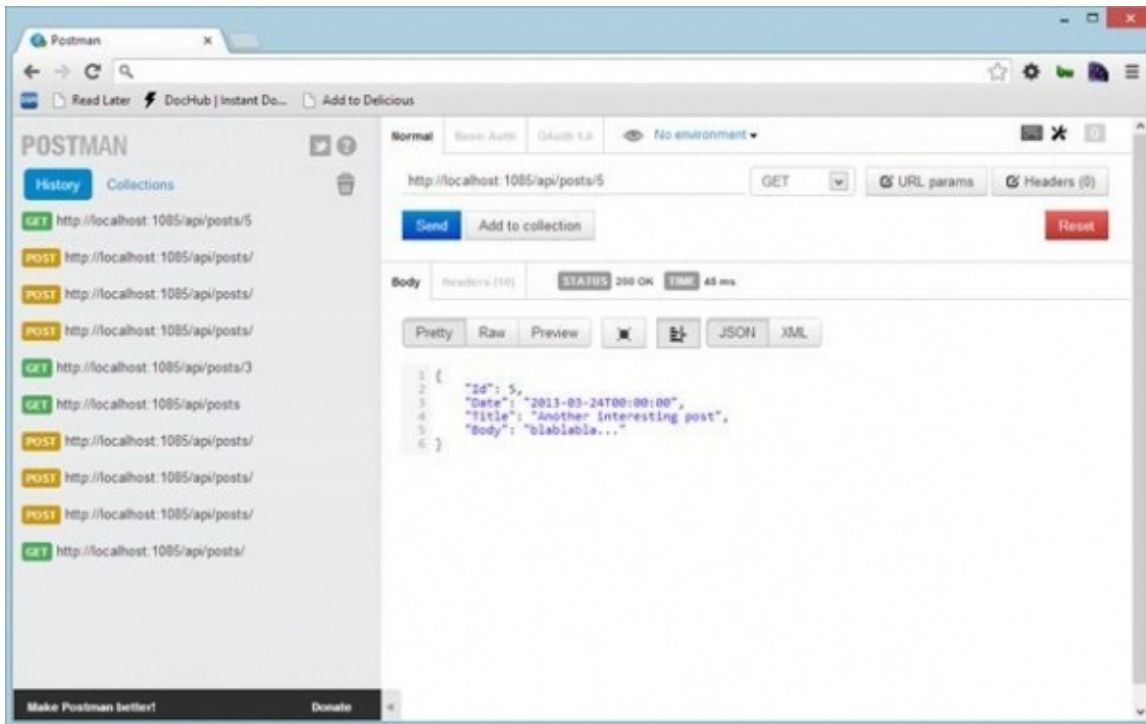 Postman
Read Later DocHub | Instant Do... Add to Delicious
POSTMAN
History Collections
GET http://localhost:1085/api/posts/5
POST http://localhost:1085/api/posts/
POST http://localhost:1085/api/posts/
POST http://localhost:1085/api/posts/
GET http://localhost:1085/api/posts/3
GET http://localhost:1085/api/posts
POST http://localhost:1085/api/posts/
POST http://localhost:1085/api/posts/
POST http://localhost:1085/api/posts/
GET http://localhost:1085/api/posts/
Make Postman better! Donate
Normal Basic Auth OAuth 1.0 No environment
http://localhost:1085/api/posts/5 GET URL params Headers (0)
Send Add to collection Reset
Body Headers (10) STATUS 200 OK TIME 48 ms
Pretty Raw Preview JSON XML
1 {
2 "Id": 5,
3 "Date": "2013-03-24T00:00:00",
4 "Title": "Another interesting post",
5 "Body": "blablabla..."
6 }